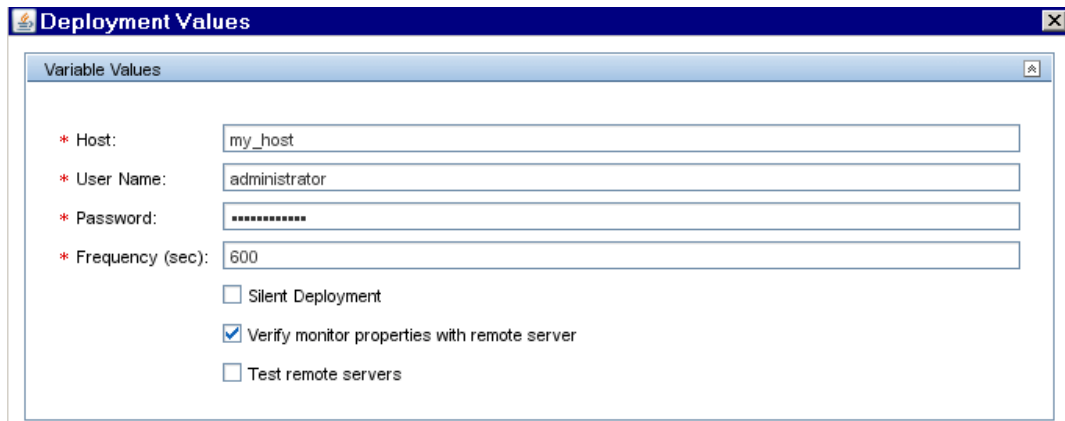 Deployment Values
Variable Values
* Host: my_host
* User Name: administrator
* Password: ••••••••••••
* Frequency (sec): 600
Silent Deployment
Verify monitor properties with remote server
Test remote servers